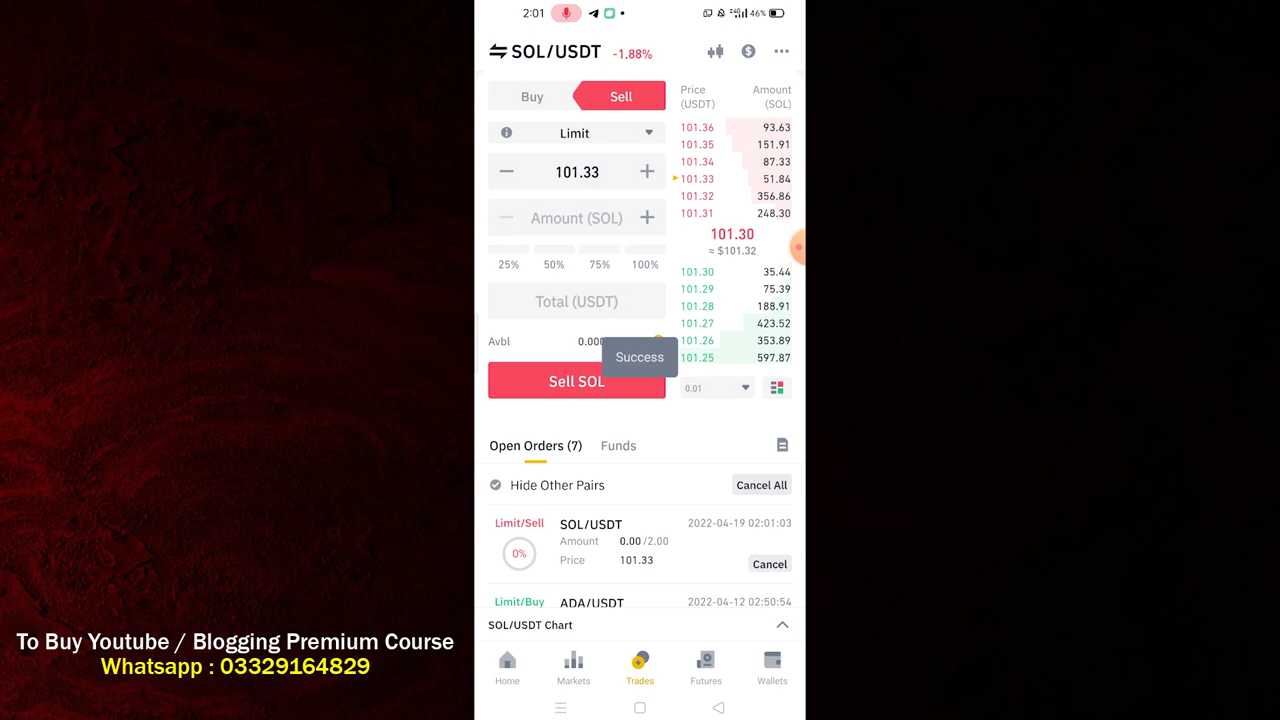 2:01
46%
SOL/USDT -1.88%
Buy Sell
Price (USDT) Amount (SOL)
Limit
101.33
Amount (SOL)
25% 50% 75% 100%
Total (USDT)
Avbl 0.000
Success
Sell SOL
101.36 93.63
101.35 151.91
101.34 87.33
101.33 51.84
101.32 356.86
101.31 248.30
101.30
≈ $101.32
101.30 35.44
101.29 75.39
101.28 188.91
101.27 423.52
101.26 353.89
101.25 597.87
0.01
Open Orders (7) Funds
Hide Other Pairs Cancel All
Limit/Sell SOL/USDT 2022-04-19 02:01:03
Amount 0.00 /2.00
0%
Price 101.33 Cancel
Limit/Buy ADA/USDT 2022-04-12 02:50:54
SOL/USDT Chart
Home Markets Trades Futures Wallets
To Buy Youtube / Blogging Premium Course
Whatsapp : 03329164829